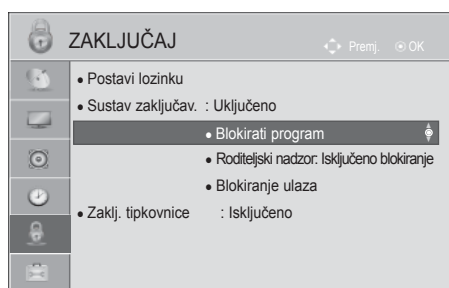 ZAKLJUČAJ
Premj. OK
• Postavi lozinku
• Sustav zaključav. : Uključeno
• Blokirati program
• Roditeljski nadzor: Isključeno blokiranje
• Blokiranje ulaza
• Zaklj. tipkovnice : Isključeno